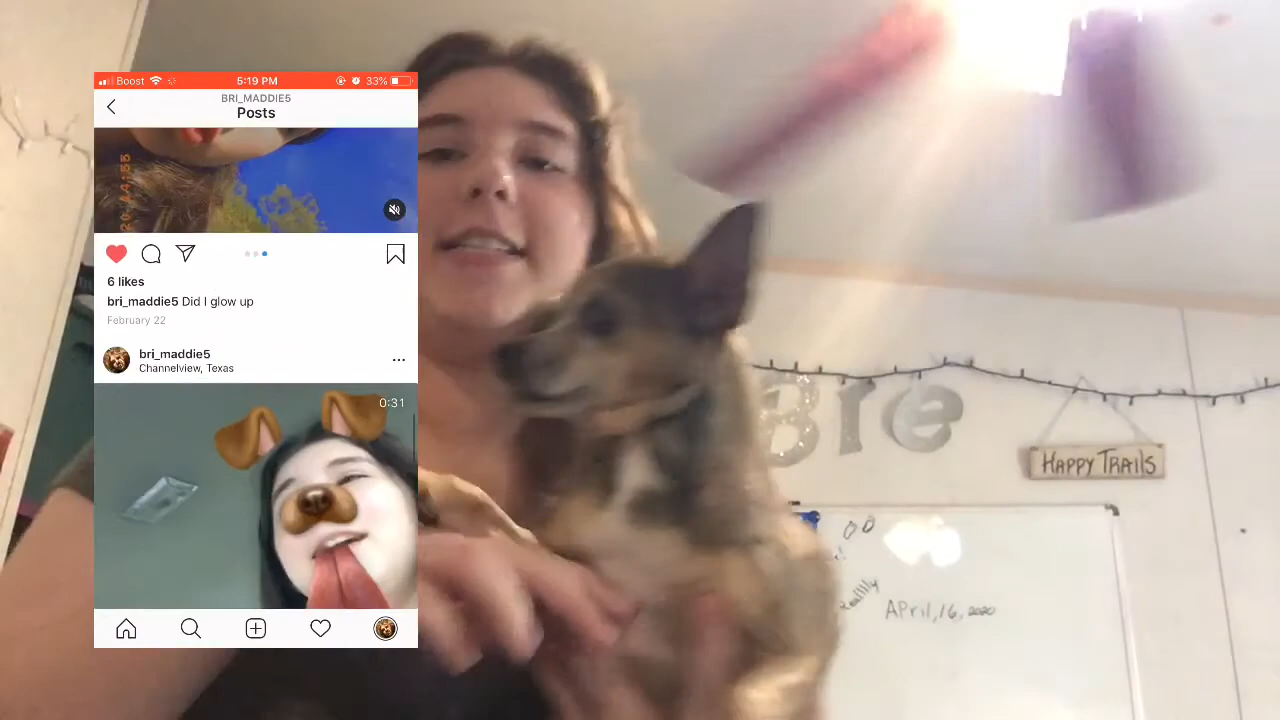 Boost 5:19 PM 33%
BRI_MADDIE5
Posts
6 likes
bri_maddie5 Did I glow up
February 22
bri_maddie5
Channelview, Texas
0:31
Bre
HAPPY TRAILS
APril, 16, 2020